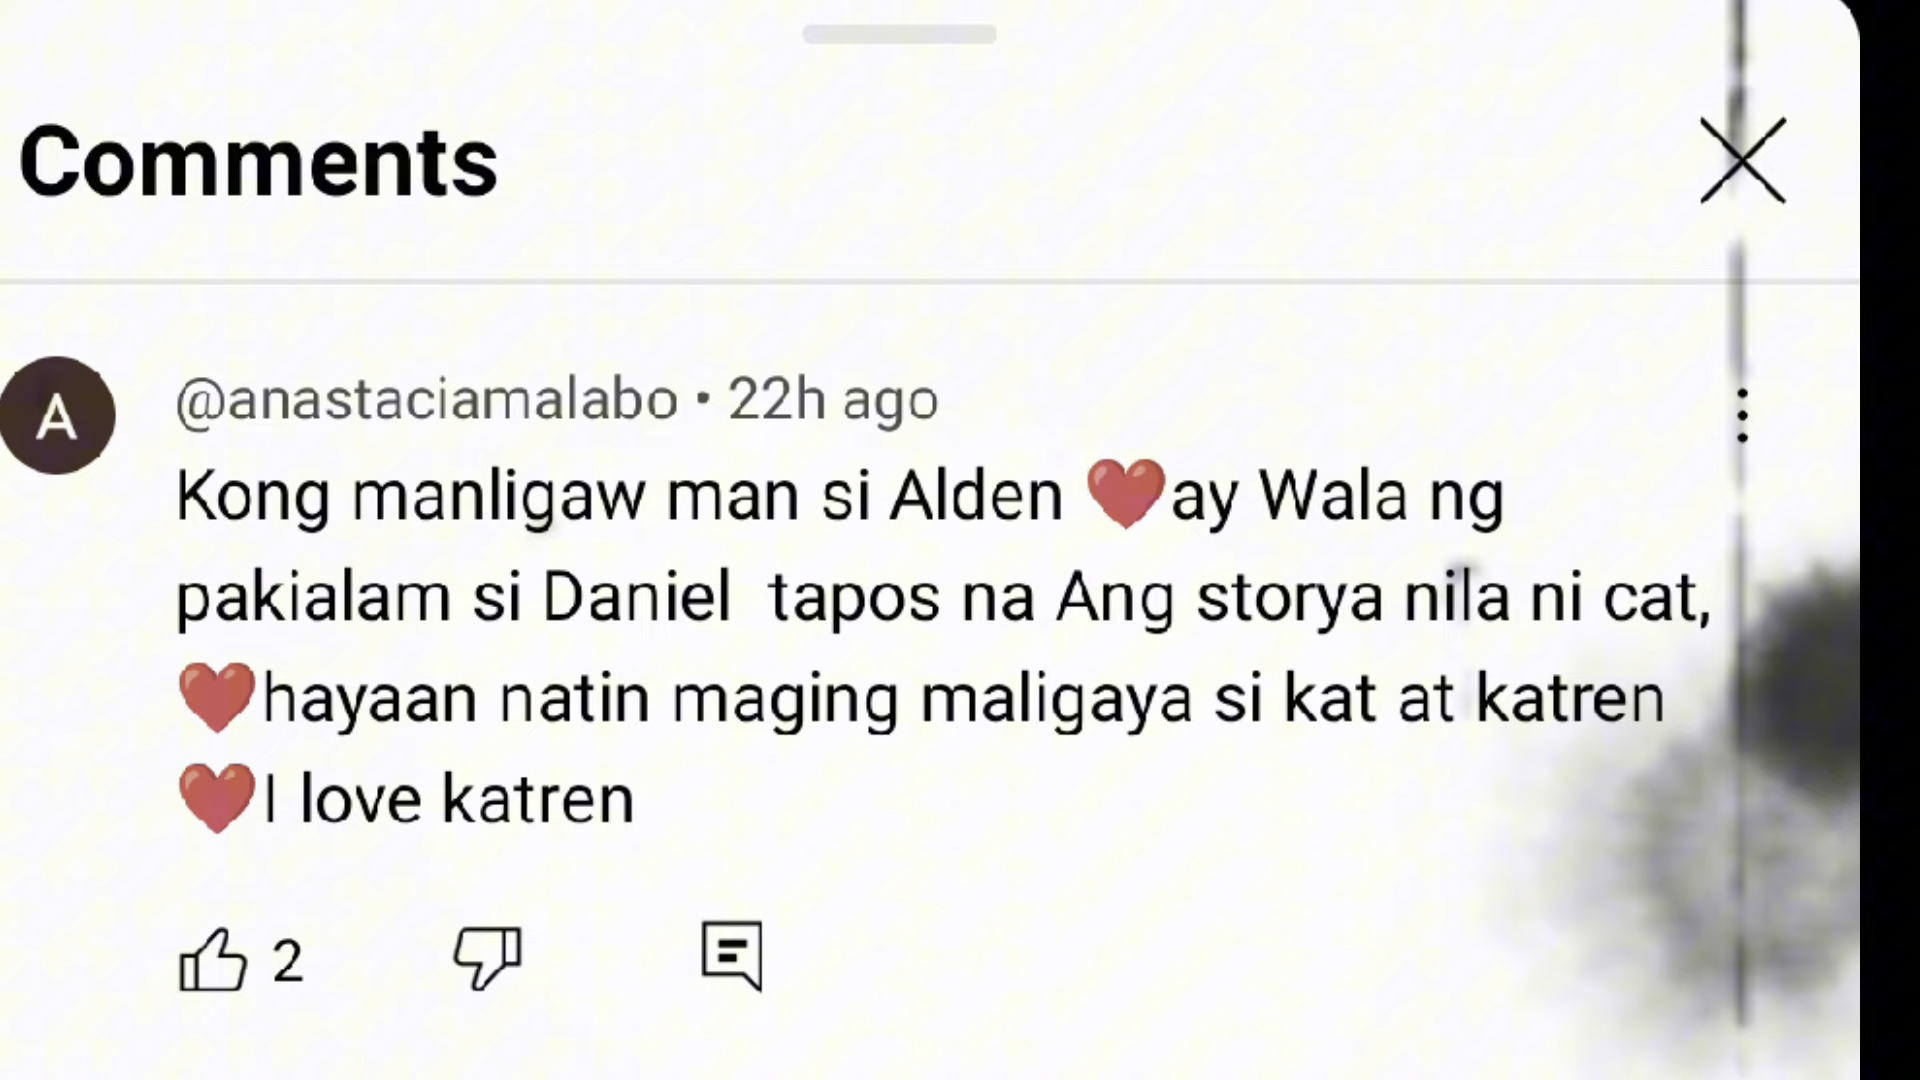 Comments
A
@anastaciamalabo • 22h ago
Kong manligaw man si Alden ❤️ay Wala ng
pakialam si Daniel  tapos na Ang storya nila ni cat,
❤️hayaan natin maging maligaya si kat at katren
❤️I love katren
2